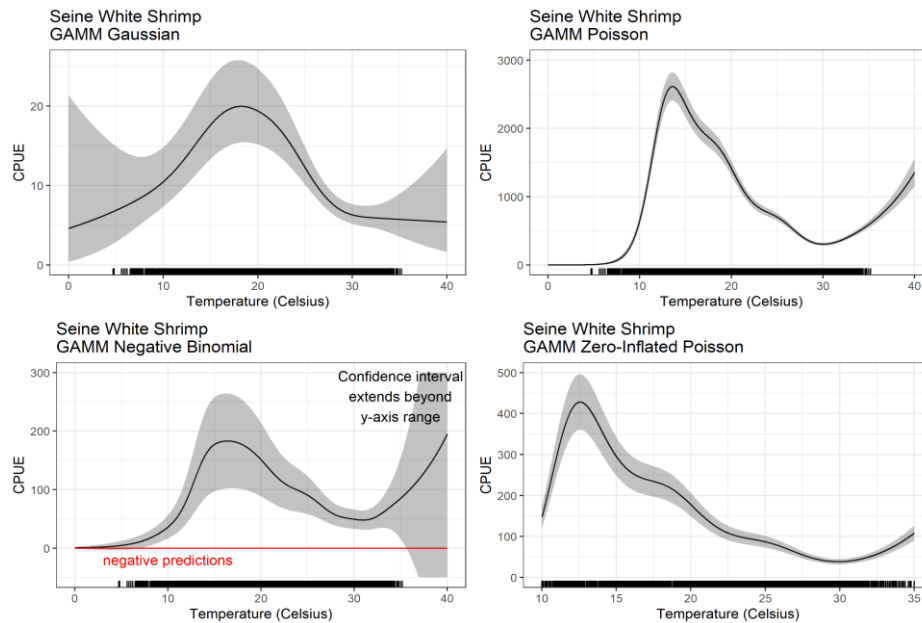 Seine White Shrimp
GAMM Gaussian
20
10
0
CPUE
0
10
20
30
40
Temperature (Celsius)
Seine White Shrimp
GAMM Poisson
3000
2000
1000
0
CPUE
0
10
20
30
40
Temperature (Celsius)
Seine White Shrimp
GAMM Negative Binomial
300
200
100
0
CPUE
Confidence interval
extends beyond
y-axis range
negative predictions
0
10
20
30
40
Temperature (Celsius)
Seine White Shrimp
GAMM Zero-Inflated Poisson
500
400
300
200
100
0
CPUE
10
15
20
25
30
35
Temperature (Celsius)